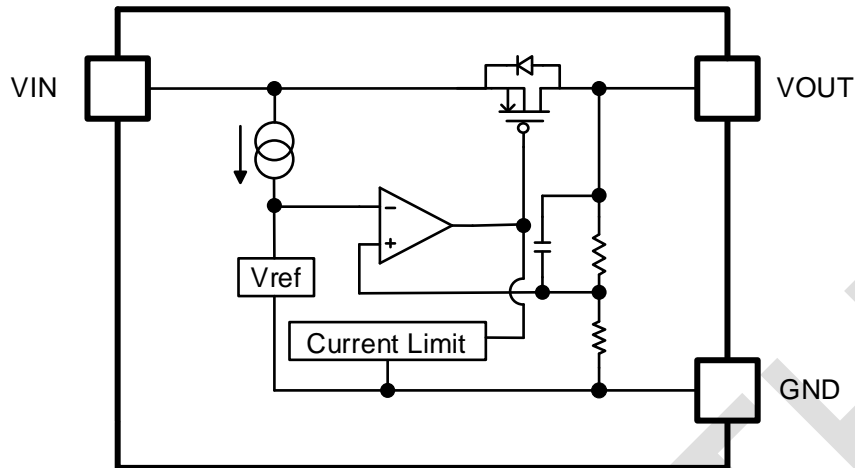 VIN
VOUT
−
+
Vref
Current Limit
GND